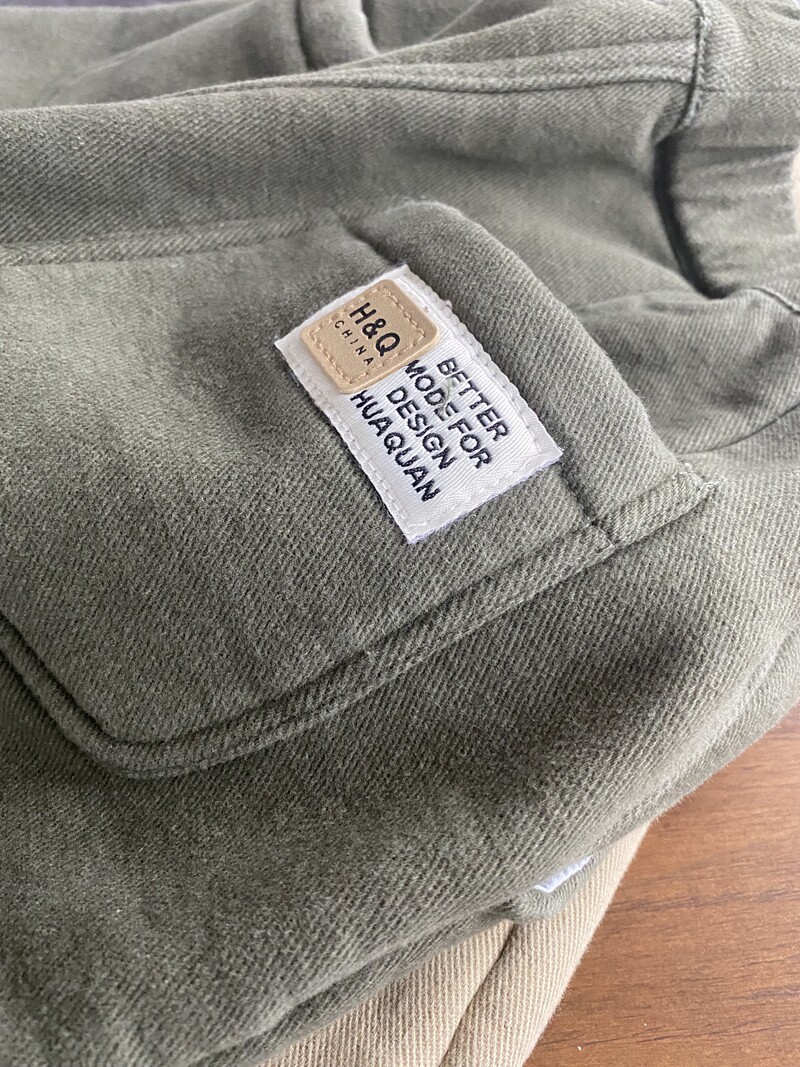 H&Q
CHINA
BETTER
MODE FOR
DESIGN
HUAQUAN